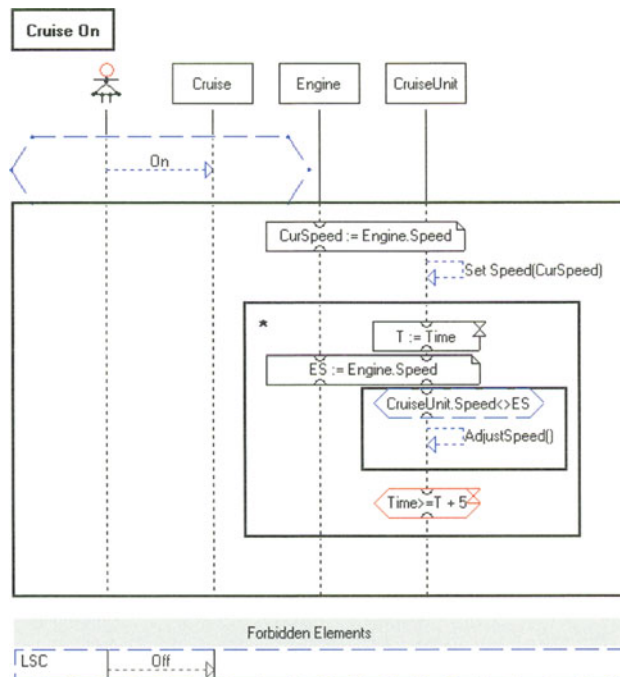 Cruise On
Cruise Engine CruiseUnit
On
CurSpeed := Engine.Speed
Set Speed(CurSpeed)
*
T := Time
ES := Engine.Speed
CruiseUnit.Speed<>ES
AdjustSpeed()
Time>=T + 5
Forbidden Elements
LSC Off